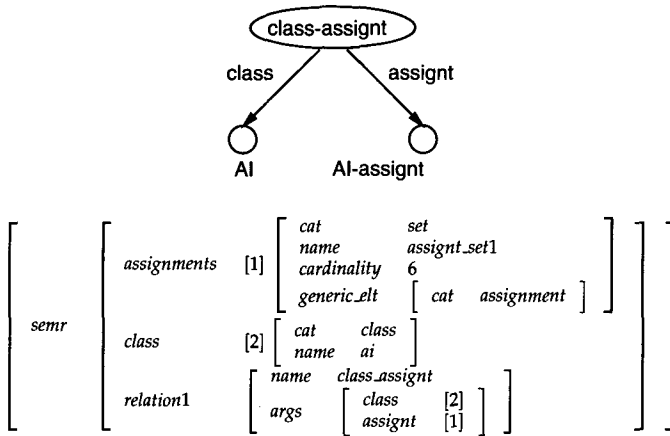 class-assignt
class assignt
AI AI-assignt
cat set
name assignt_set1
assignments [1] cardinality 6
generic_elt [ cat assignment ]
semr
class [2] [ cat class
name ai ]
name class_assignt
relation1 args [ class [2]
assignt [1] ]